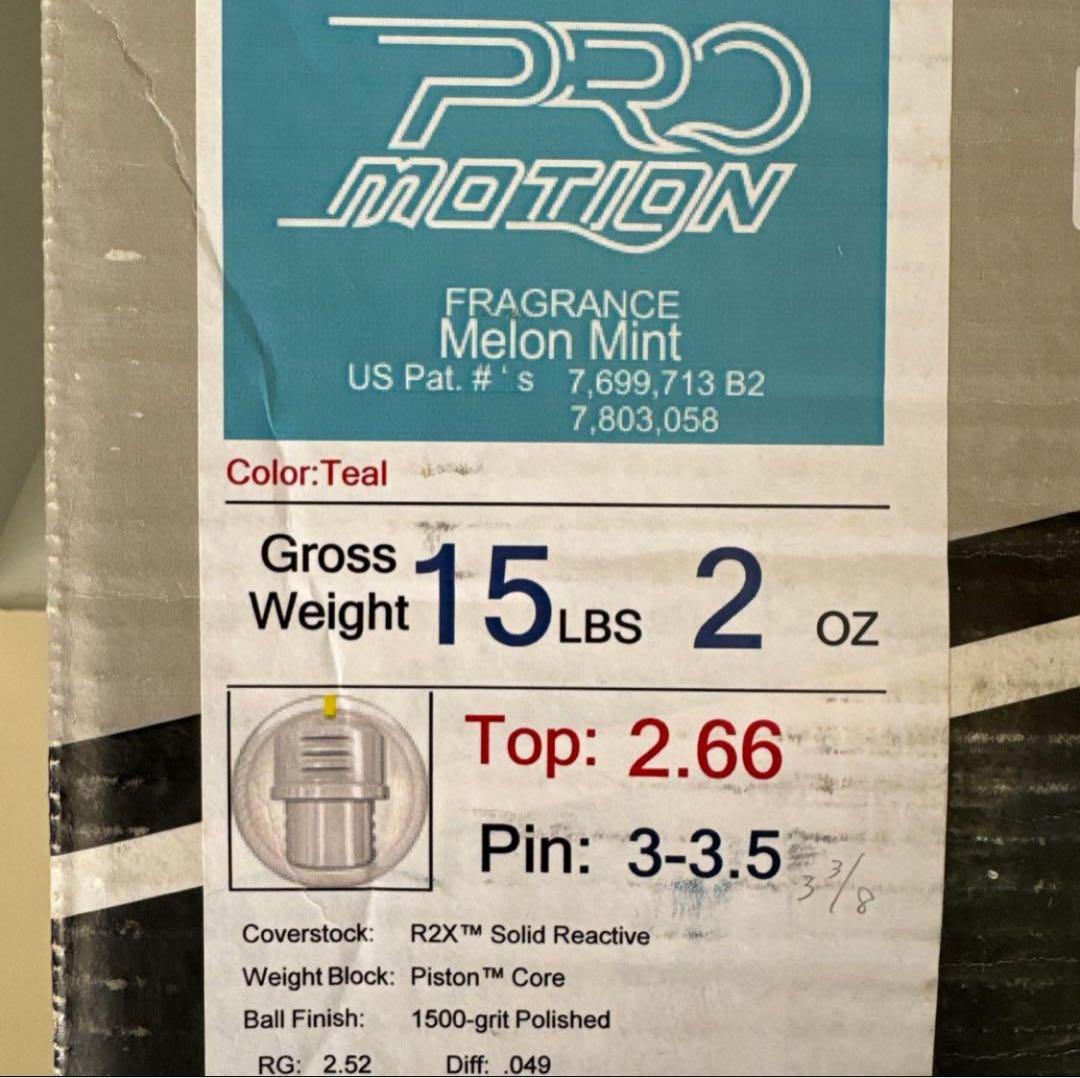 PRO
MOTION
FRAGRANCE
Melon Mint
US Pat. # ' s 7,699,713 B2
7,803,058
Color:Teal
Gross Weight 15 LBS 2 OZ
Top: 2.66
Pin: 3-3.5 3 3/8
Coverstock: R2X™ Solid Reactive
Weight Block: Piston™ Core
Ball Finish: 1500-grit Polished
RG: 2.52 Diff: .049